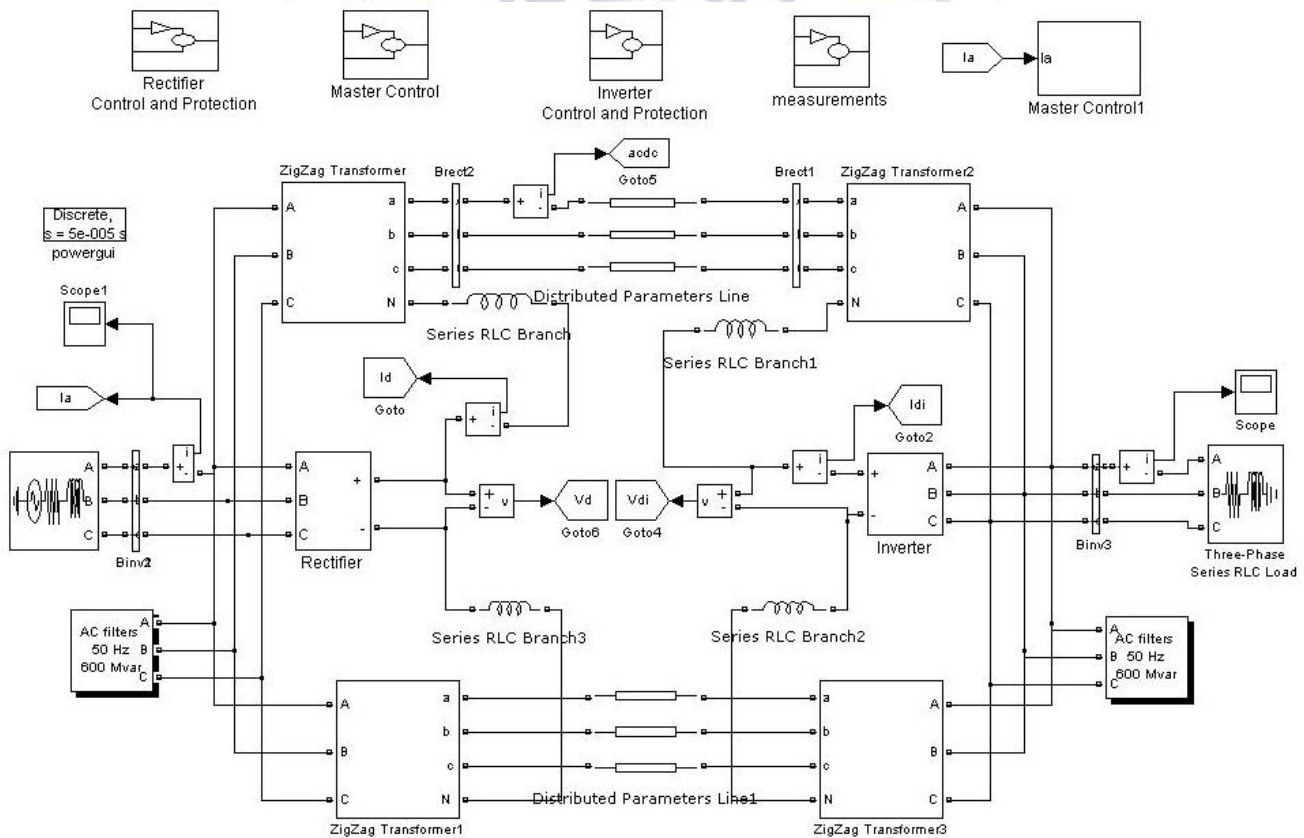 Rectifier
Control and Protection
Master Control
Inverter
Control and Protection
measurements
Ia
Ia
Master Control1
ZigZag Transformer
Brect2
acdc
Goto5
Brect1
ZigZag Transformer2
i
+
-
A
B
C
a
b
c
N
a
b
c
N
A
B
C
Discrete,
s = 5e-005 s
powergui
Scope1
Distributed Parameters Line
Series RLC Branch
Series RLC Branch1
Ia
Id
Goto
i
+
-
Idi
Goto2
Scope
i
+
-
A
B
C
A
B
C
Rectifier
+
-
+
-
v
Vd
Goto6
Vdi
Goto4
v
+
-
i
+
-
+
-
A
B
C
Inverter
Binv3
i
+
-
A
B
C
Three-Phase
Series RLC Load
Series RLC Branch3
Series RLC Branch2
AC filters
50 Hz
600 Mvar
A
B
C
A
B
C
AC filters
50 Hz
600 Mvar
A
B
C
a
b
c
N
a
b
c
N
A
B
C
Distributed Parameters Line1
ZigZag Transformer1
ZigZag Transformer3